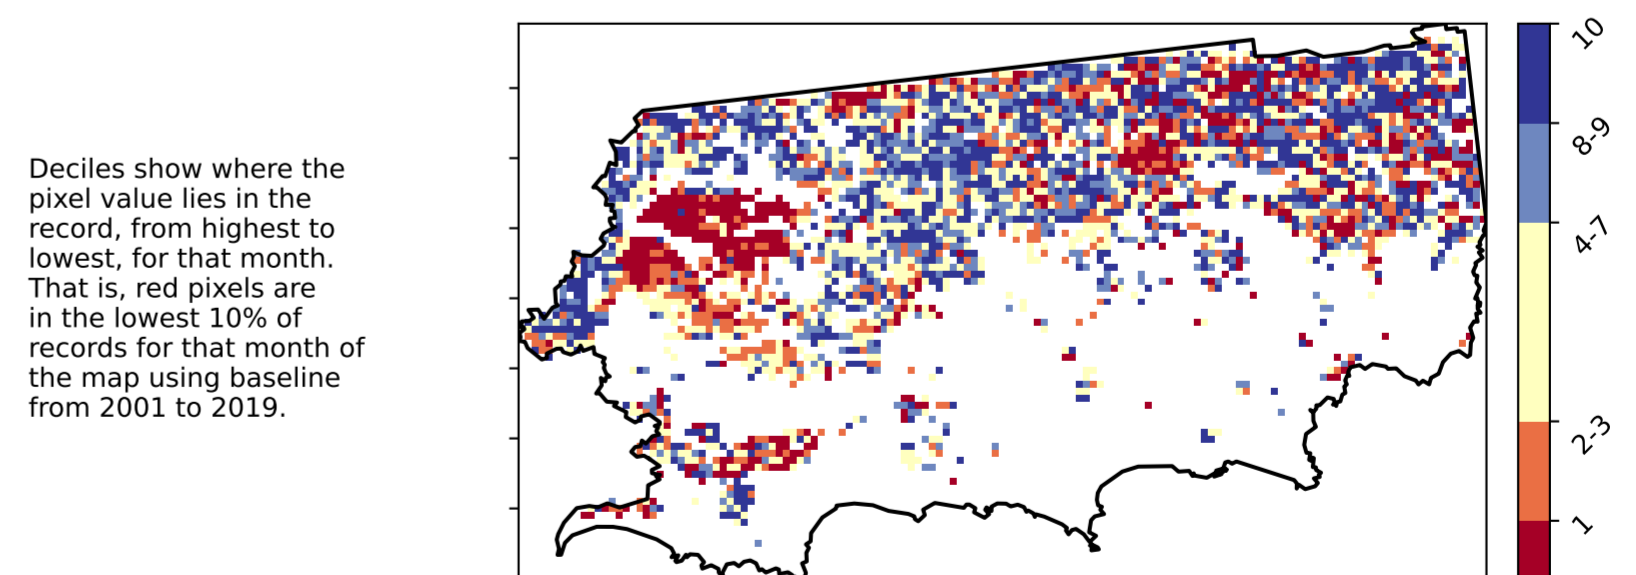 Deciles show where the
pixel value lies in the
record, from highest to
lowest, for that month.
That is, red pixels are
in the lowest 10% of
records for that month of
the map using baseline
from 2001 to 2019.
10
8-9
4-7
2-3
1